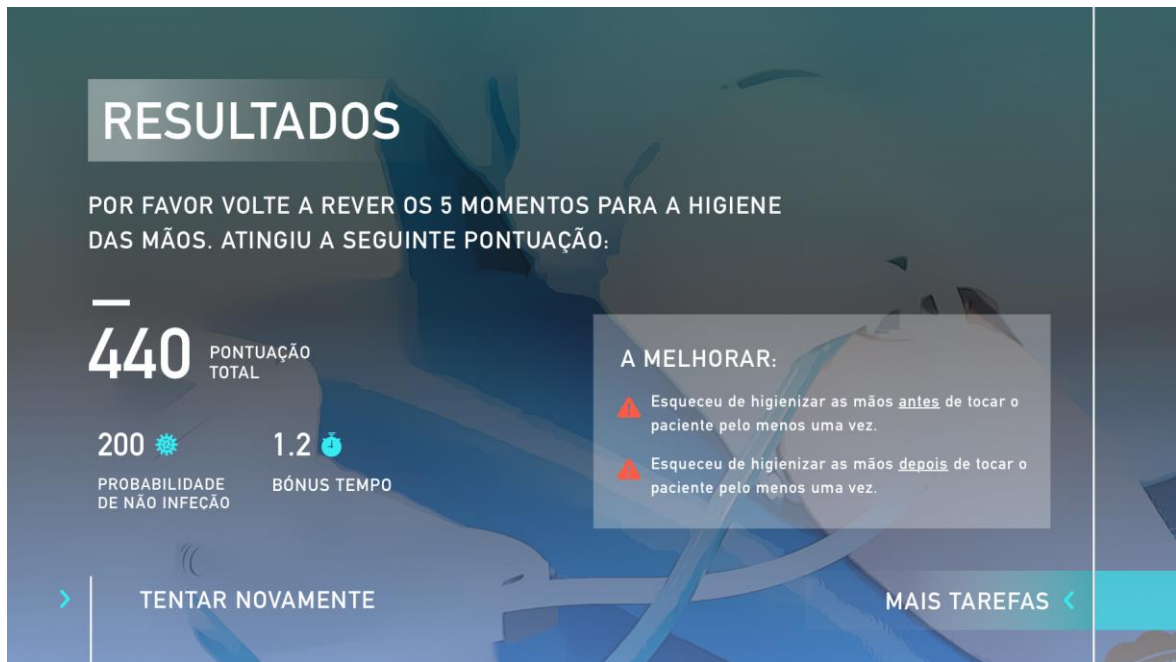 RESULTADOS
POR FAVOR VOLTE A REVER OS 5 MOMENTOS PARA A HIGIENE
DAS MÃOS. ATINGIU A SEGUINTE PONTUAÇÃO:
440
PONTUAÇÃO
TOTAL
200
PROBABILIDADE
DE NÃO INFEÇÃO
1.2
BÓNUS TEMPO
A MELHORAR:
Esqueceu de higienizar as mãos antes de tocar o
paciente pelo menos uma vez.
Esqueceu de higienizar as mãos depois de tocar o
paciente pelo menos uma vez.
TENTAR NOVAMENTE
MAIS TAREFAS